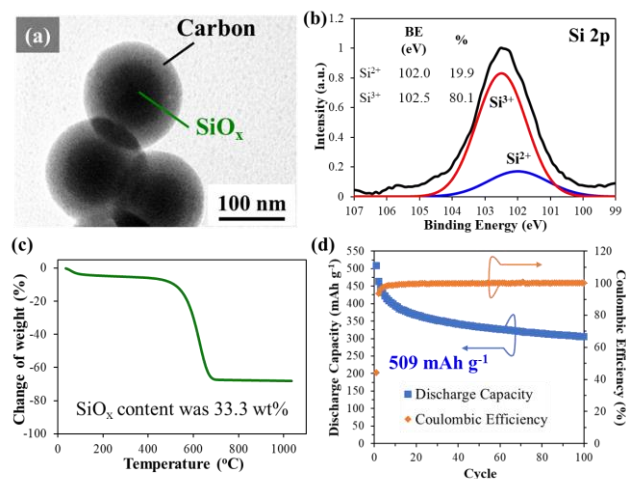 (a)
Carbon
SiOₓ
100 nm
(b)
BE
(eV)
%
Si 2p
Si²⁺ 102.0 19.9
Si³⁺ 102.5 80.1
Si³⁺
Si²⁺
1
0.8
0.6
0.4
0.2
0
Intensity (a.u.)
107 106 105 104 103 102 101 100 99
Binding Energy (eV)
(c)
0
-20
-40
-60
-80
-100
Change of weight (%)
SiOₓ content was 33.3 wt%
0 200 400 600 800 1000
Temperature (°C)
(d)
550
500
450
400
350
300
250
200
150
100
50
0
Discharge Capacity (mAh g⁻¹)
509 mAh g⁻¹
Discharge Capacity
Coulombic Efficiency
120
100
80
60
40
20
0
Coulombic Efficiency (%)
0 20 40 60 80 100
Cycle